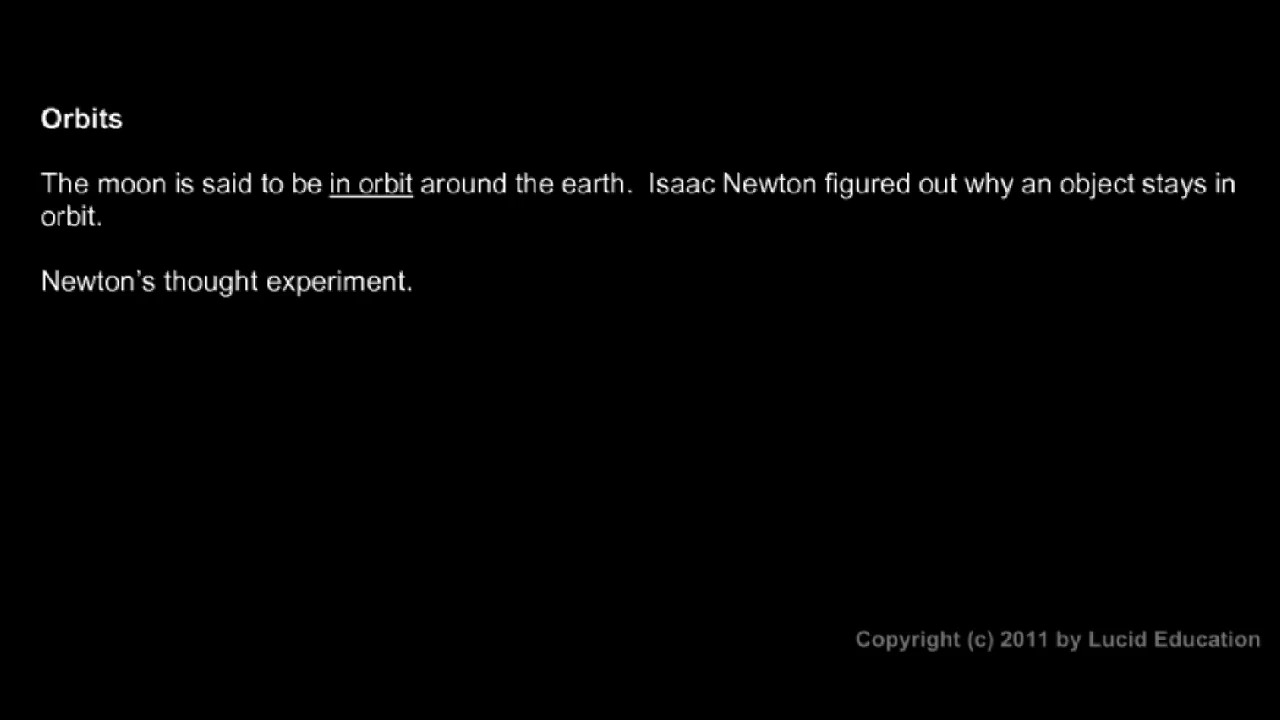 Orbits
The moon is said to be in orbit around the earth.  Isaac Newton figured out why an object stays in
orbit.
Newton’s thought experiment.
Copyright (c) 2011 by Lucid Education